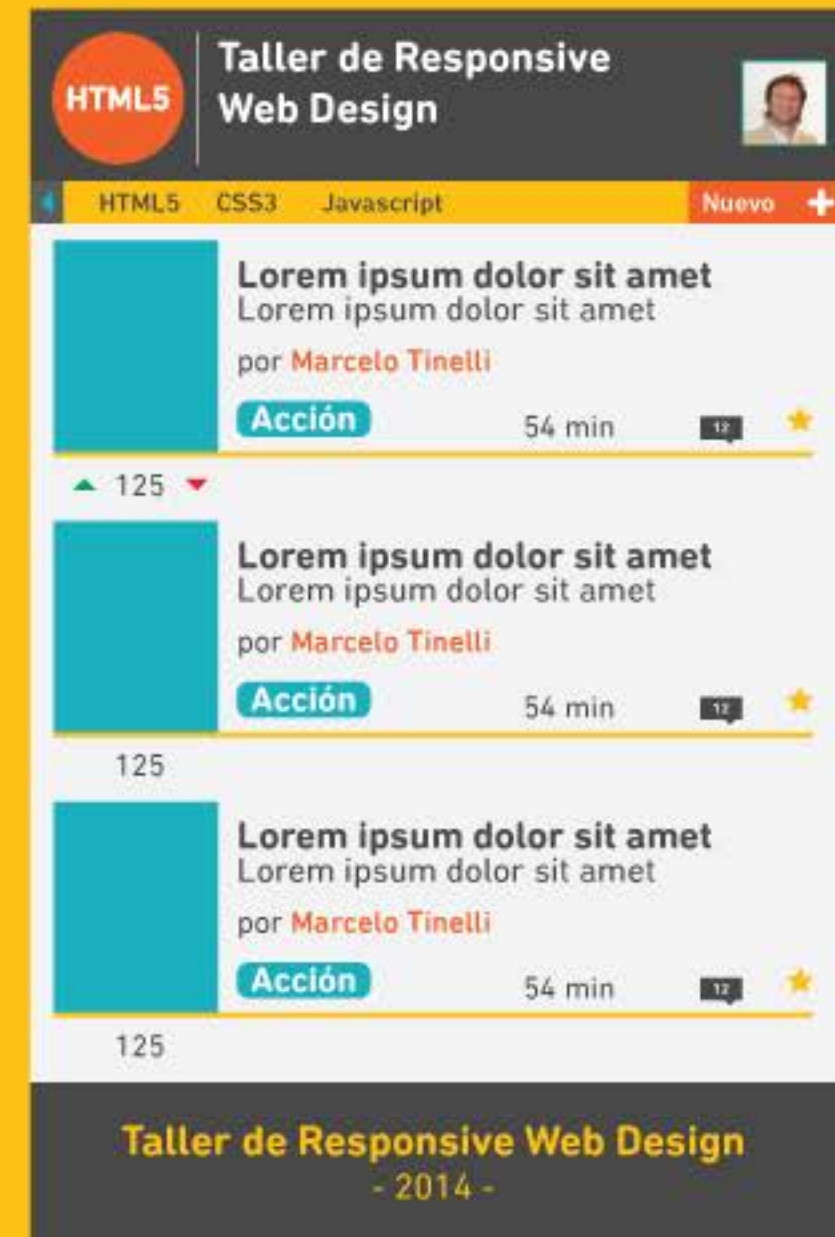 HTML5
Taller de Responsive
Web Design
HTML5 CSS3 Javascript Nuevo
Lorem ipsum dolor sit amet
Lorem ipsum dolor sit amet
por Marcelo Tinelli
Acción 54 min 12
125
Lorem ipsum dolor sit amet
Lorem ipsum dolor sit amet
por Marcelo Tinelli
Acción 54 min 12
125
Lorem ipsum dolor sit amet
Lorem ipsum dolor sit amet
por Marcelo Tinelli
Acción 54 min 12
125
Taller de Responsive Web Design
- 2014 -